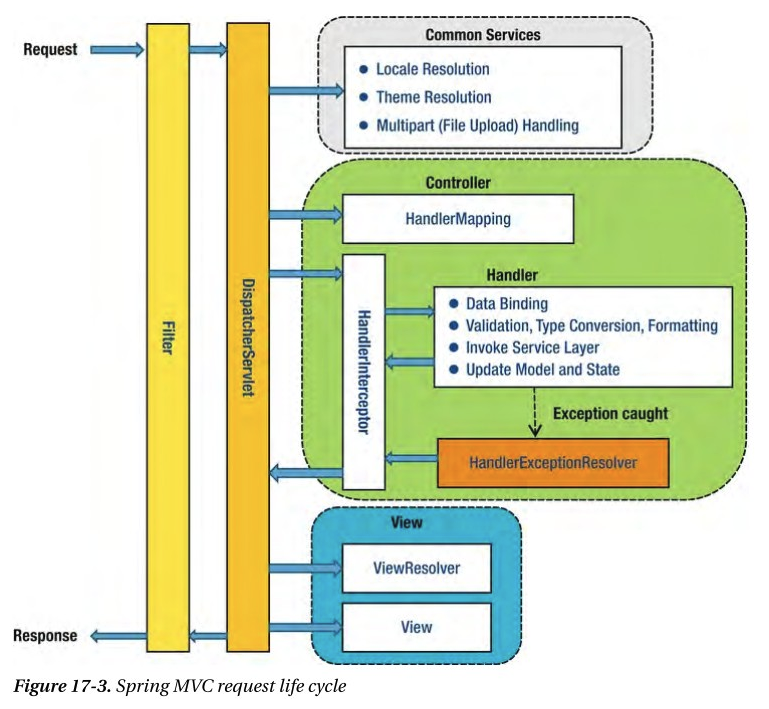 Request
Common Services
● Locale Resolution
● Theme Resolution
● Multipart (File Upload) Handling
Controller
HandlerMapping
Filter
DispatcherServlet
HandlerInterceptor
Handler
● Data Binding
● Validation, Type Conversion, Formatting
● Invoke Service Layer
● Update Model and State
Exception caught
HandlerExceptionResolver
View
ViewResolver
View
Response
Figure 17-3. Spring MVC request life cycle